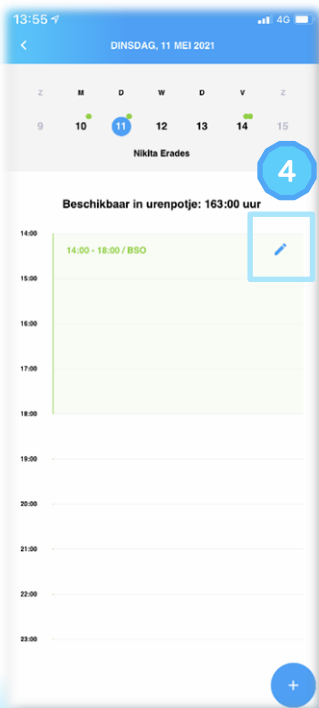 13:55 4G
DINSDAG, 11 MEI 2021
Z M D W D V Z
9 10 11 12 13 14 15
Nikita Erades
4
Beschikbaar in urenpotje: 163:00 uur
14:00
14:00 - 18:00 / BSO
15:00
16:00
17:00
18:00
19:00
20:00
21:00
22:00
23:00
+